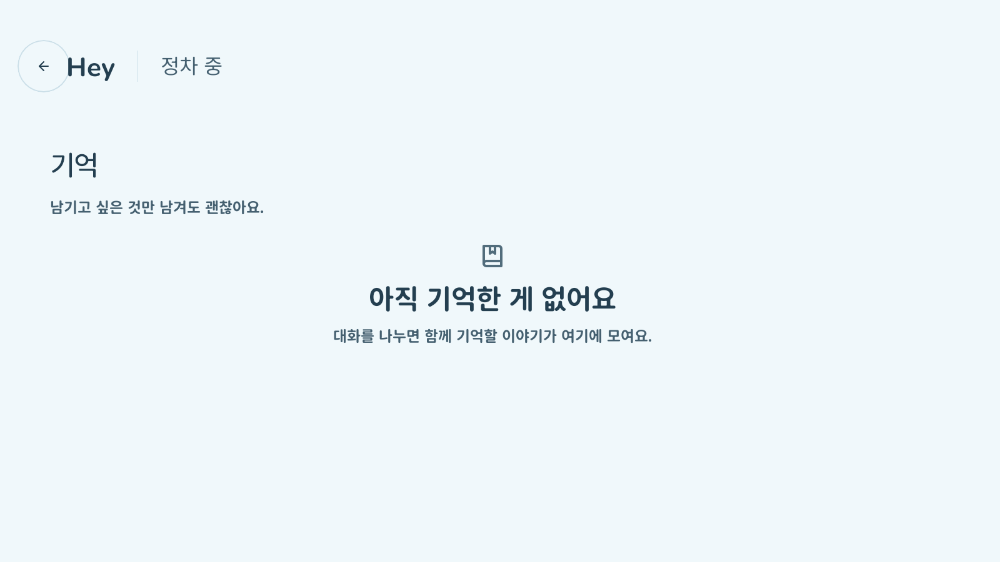 Hey
정차 중
기억
남기고 싶은 것만 남겨도 괜찮아요.
아직 기억한 게 없어요
대화를 나누면 함께 기억할 이야기가 여기에 모여요.